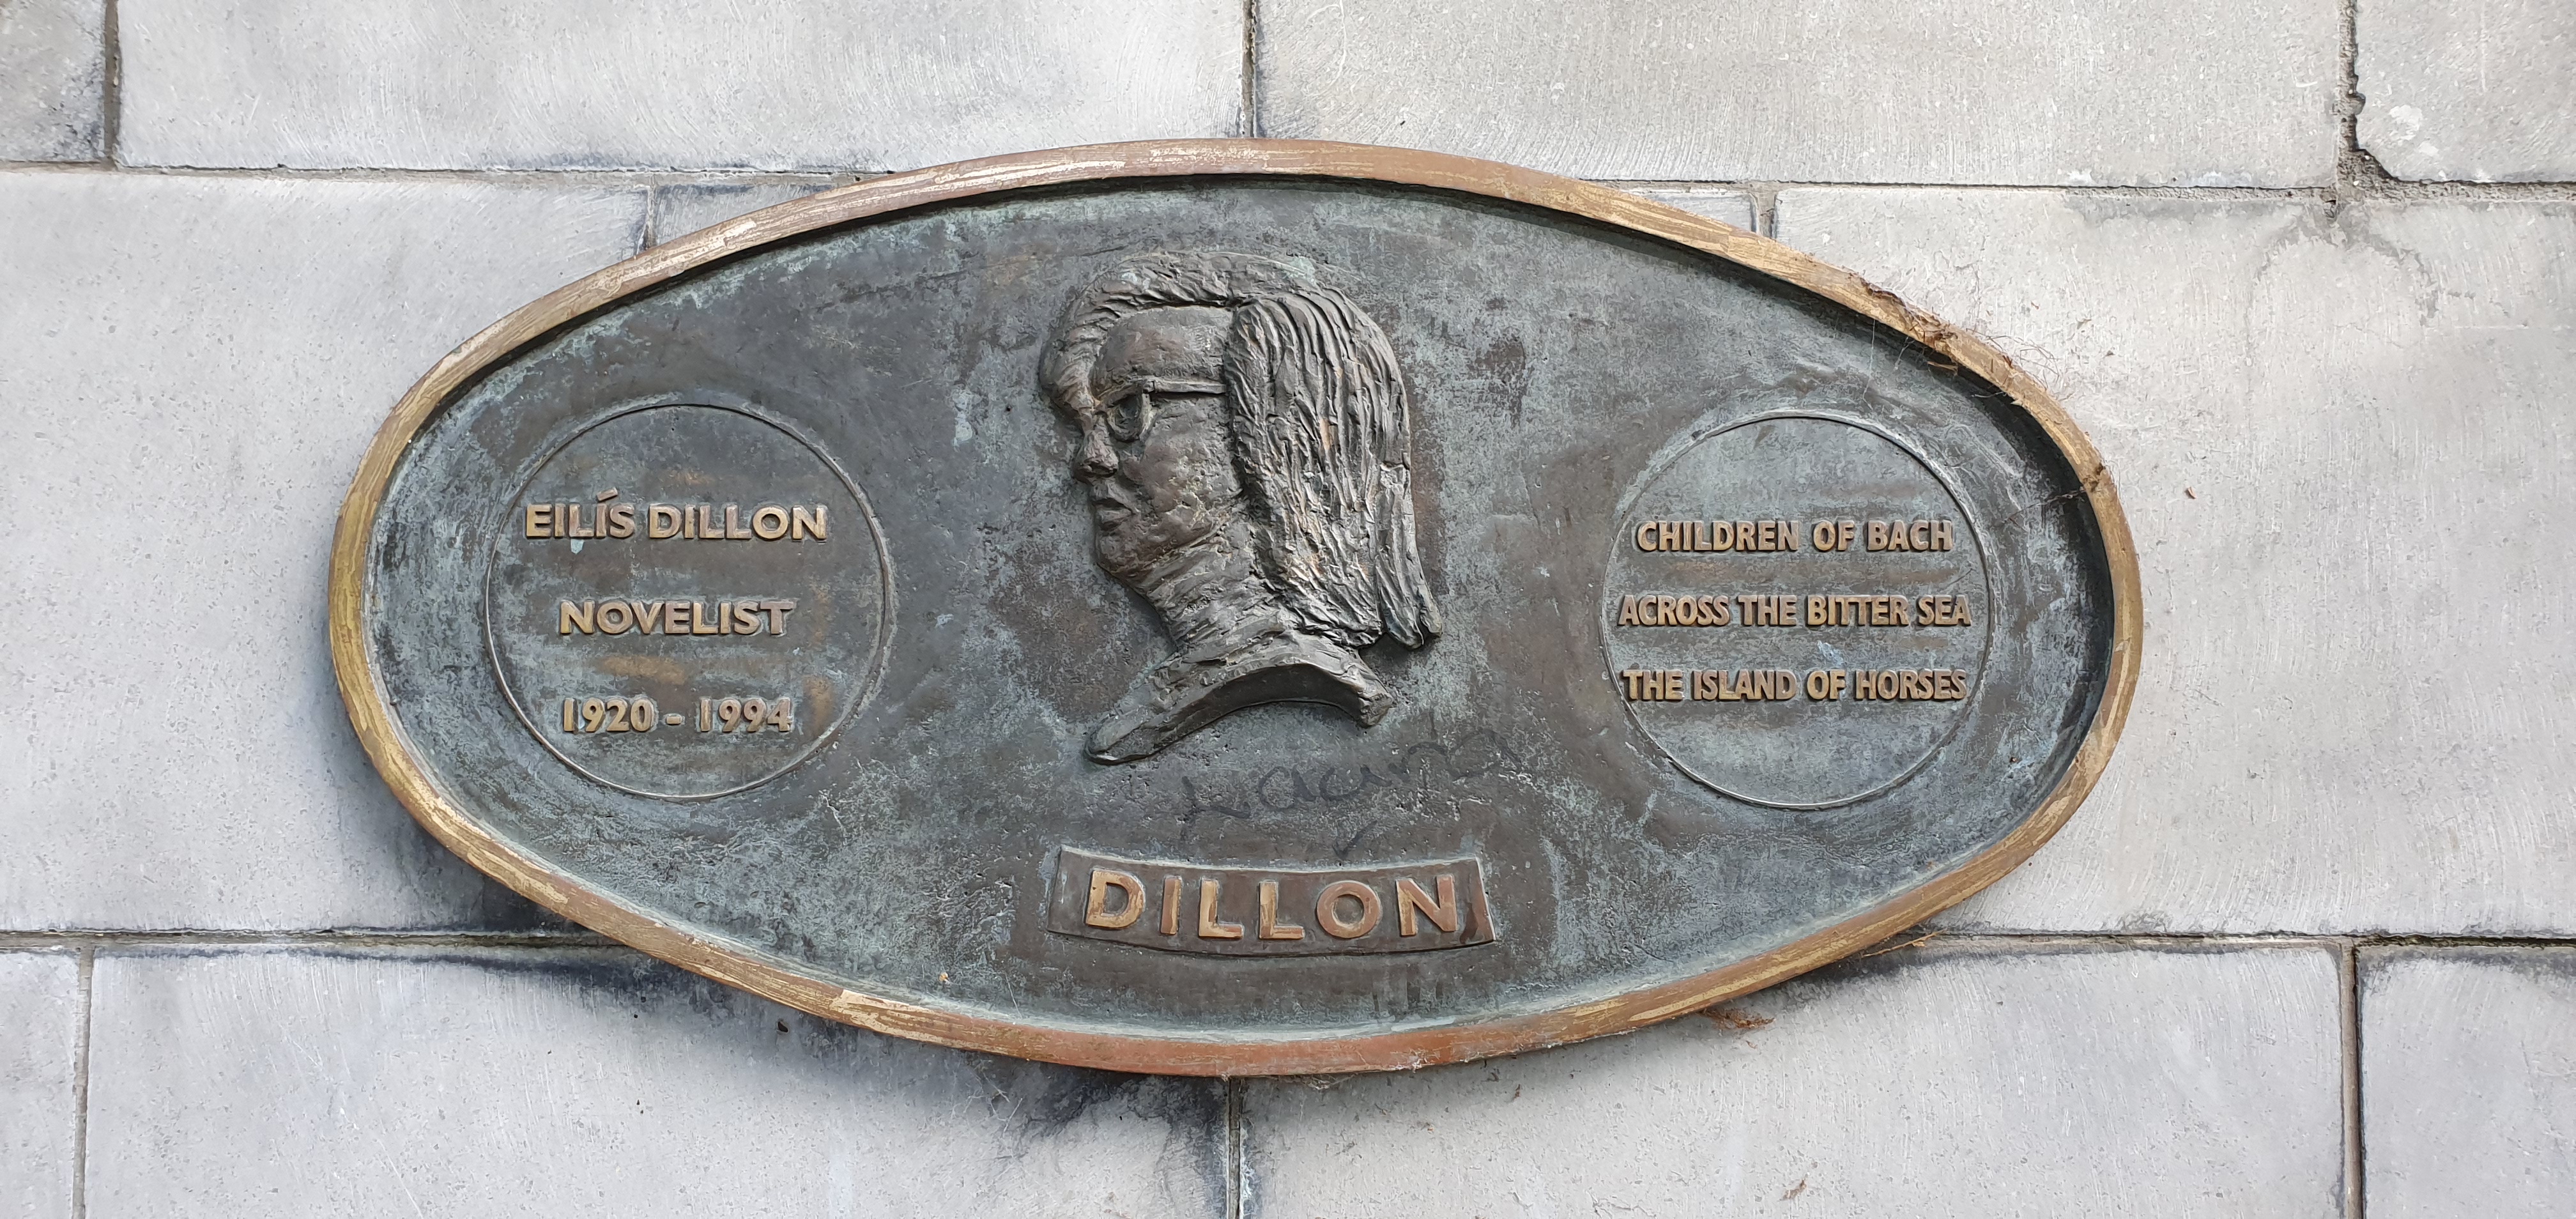 EILÍS DILLON
NOVELIST
1920 - 1994
CHILDREN OF BACH
ACROSS THE BITTER SEA
THE ISLAND OF HORSES
DILLON